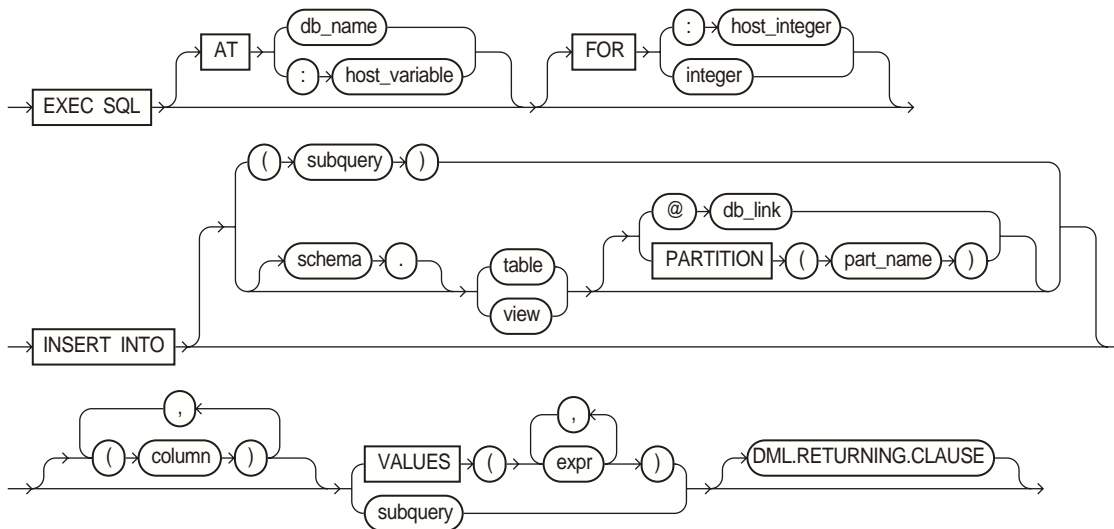 db_name
AT : host_variable
FOR : host_integer
integer
EXEC SQL
( subquery )
@ db_link
schema . table PARTITION ( part_name )
view
INSERT INTO
, ,
( column ) VALUES ( expr ) DML.RETURNING.CLAUSE
subquery